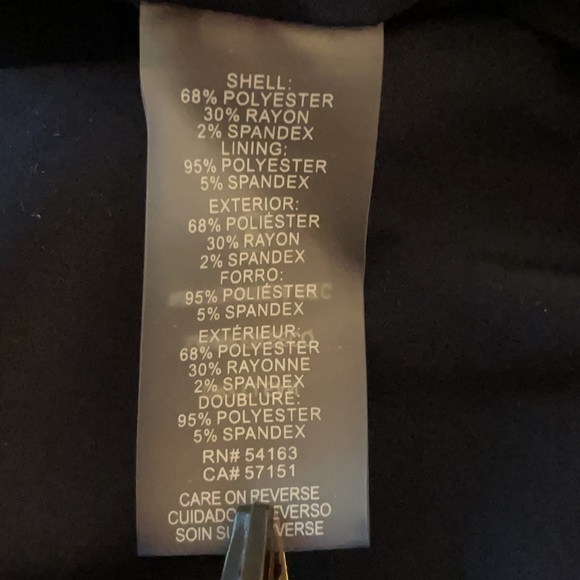 SHELL:
68% POLYESTER
30% RAYON
2% SPANDEX
LINING:
95% POLYESTER
5% SPANDEX
EXTERIOR:
68% POLIÉSTER
30% RAYON
2% SPANDEX
FORRO:
95% POLIÉSTER
5% SPANDEX
EXTÉRIEUR:
68% POLYESTER
30% RAYONNE
2% SPANDEX
DOUBLURE:
95% POLYESTER
5% SPANDEX
RN# 54163
CA# 57151
CARE ON REVERSE
CUIDADO
SOIN